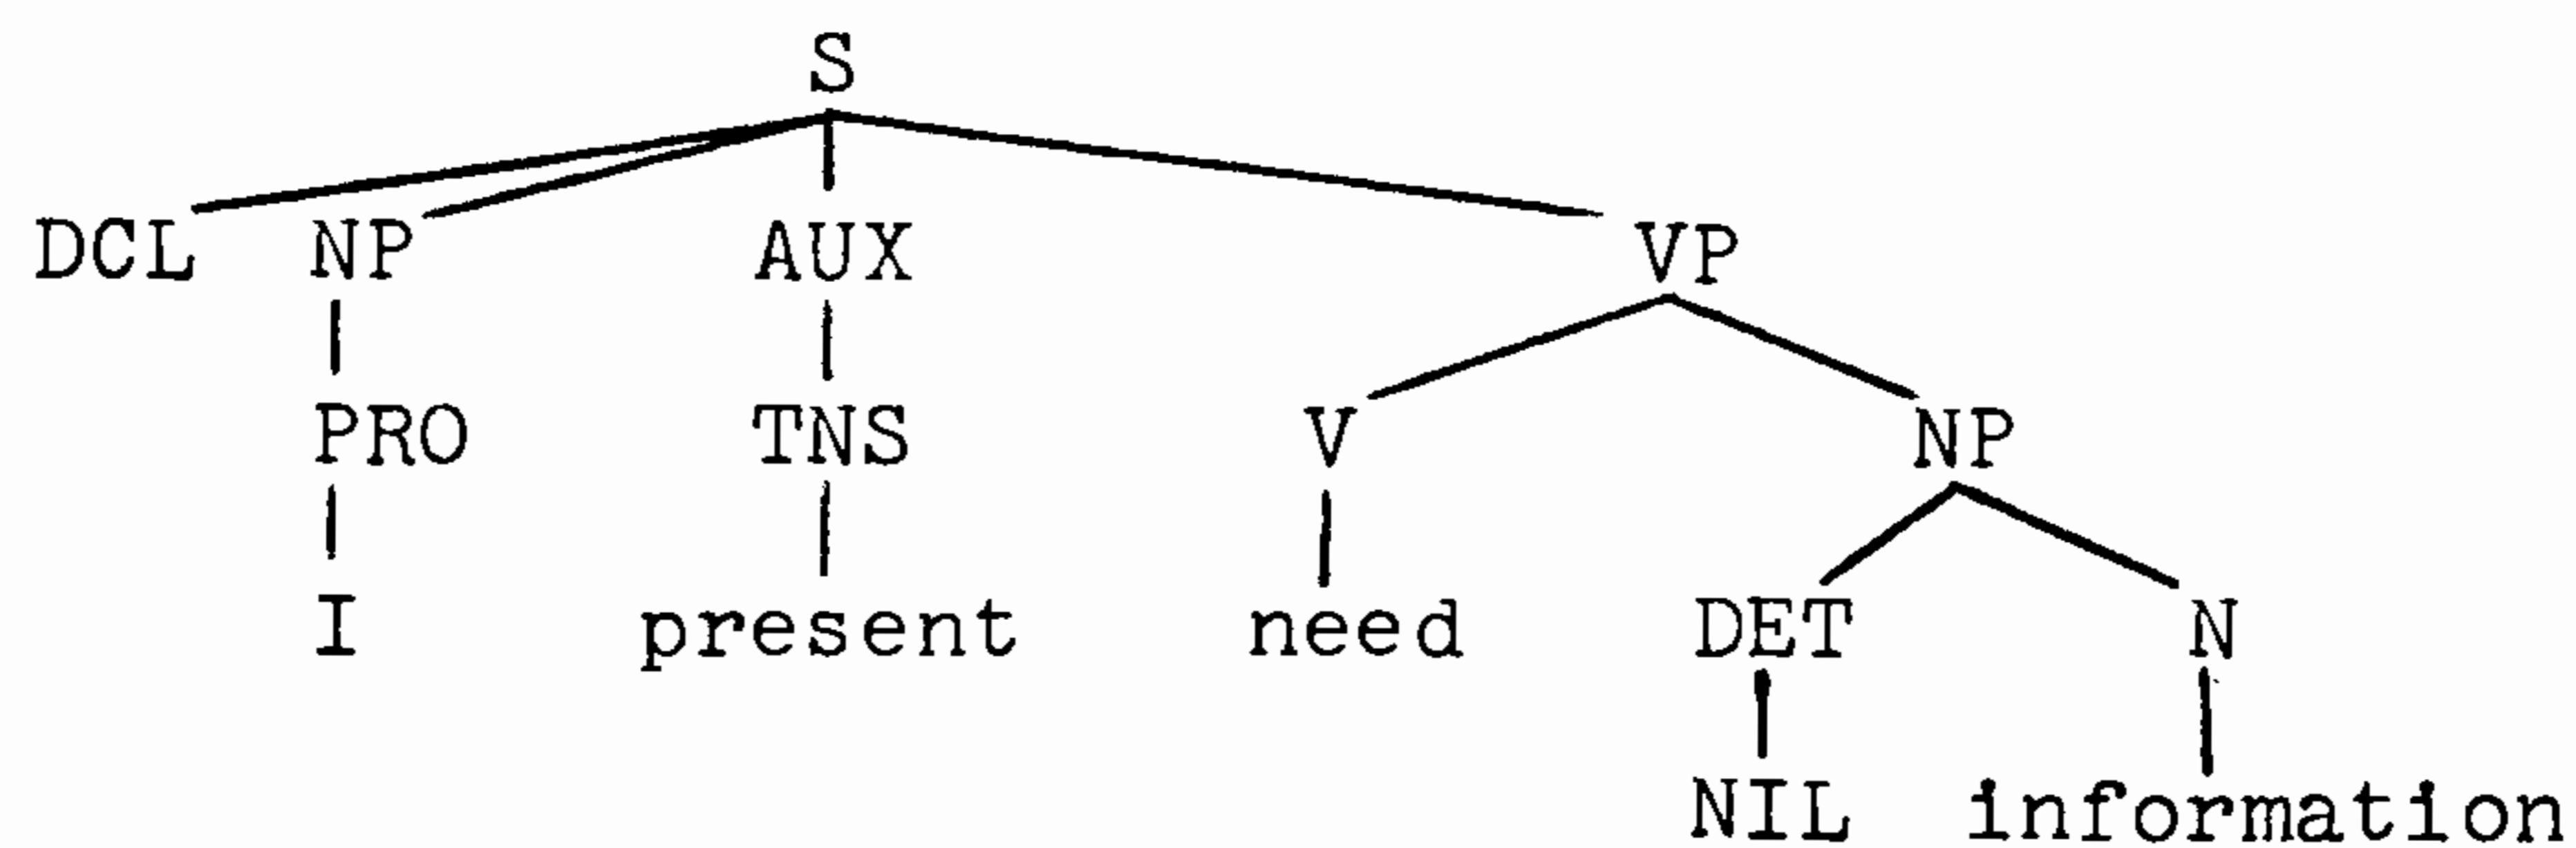 S
DCL NP AUX VP
PRO TNS V NP
I present need DET N
NIL information